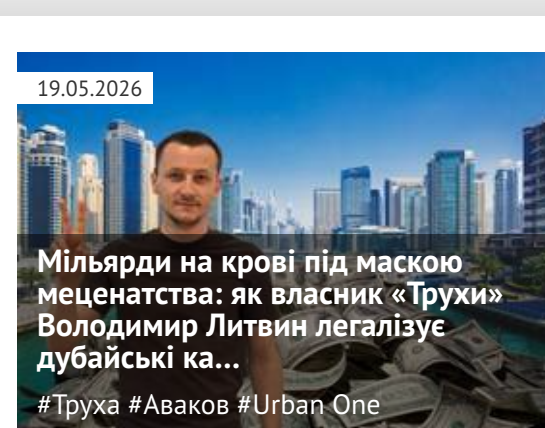 19.05.2026
Мільярди на крові під маскою
меценатства: як власник «Трухи»
Володимир Литвин легалізує
дубайські ка...
#Труха #Аваков #Urban One